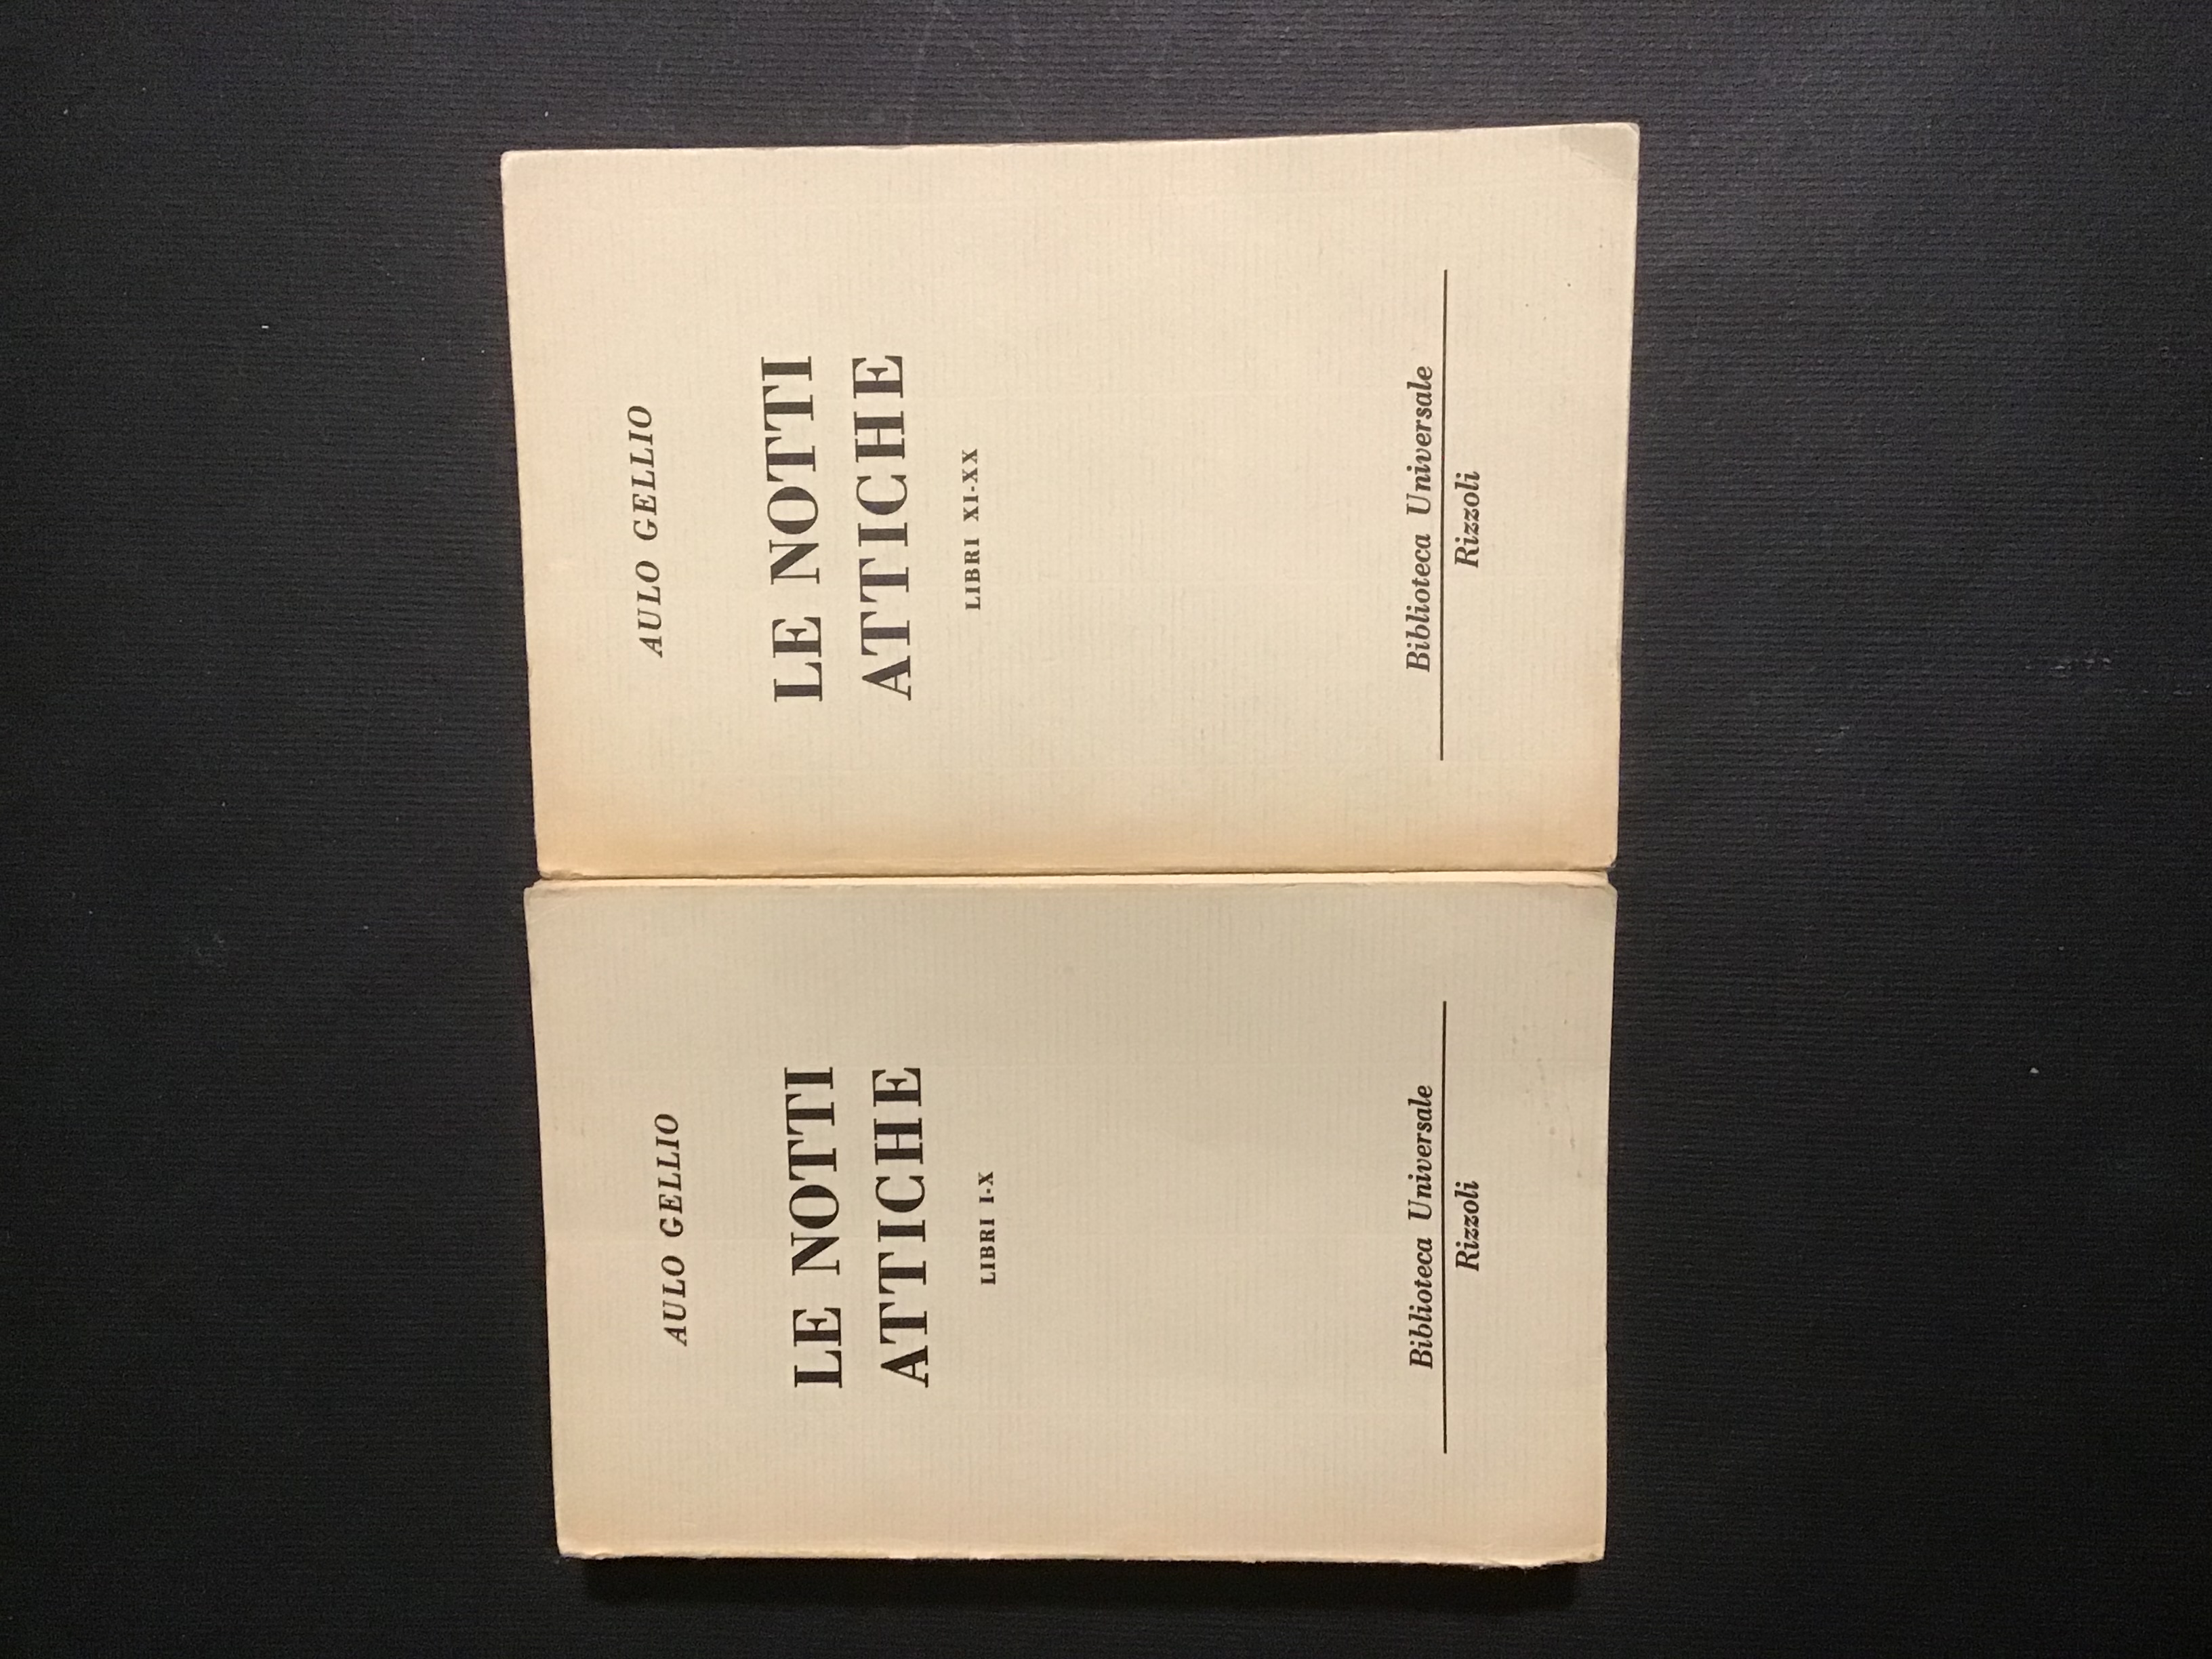 AULO GELLIO
LE NOTTI
ATTICHE
LIBRI I-X
Biblioteca Universale
Rizzoli
AULO GELLIO
LE NOTTI
ATTICHE
LIBRI XI-XX
Biblioteca Universale
Rizzoli